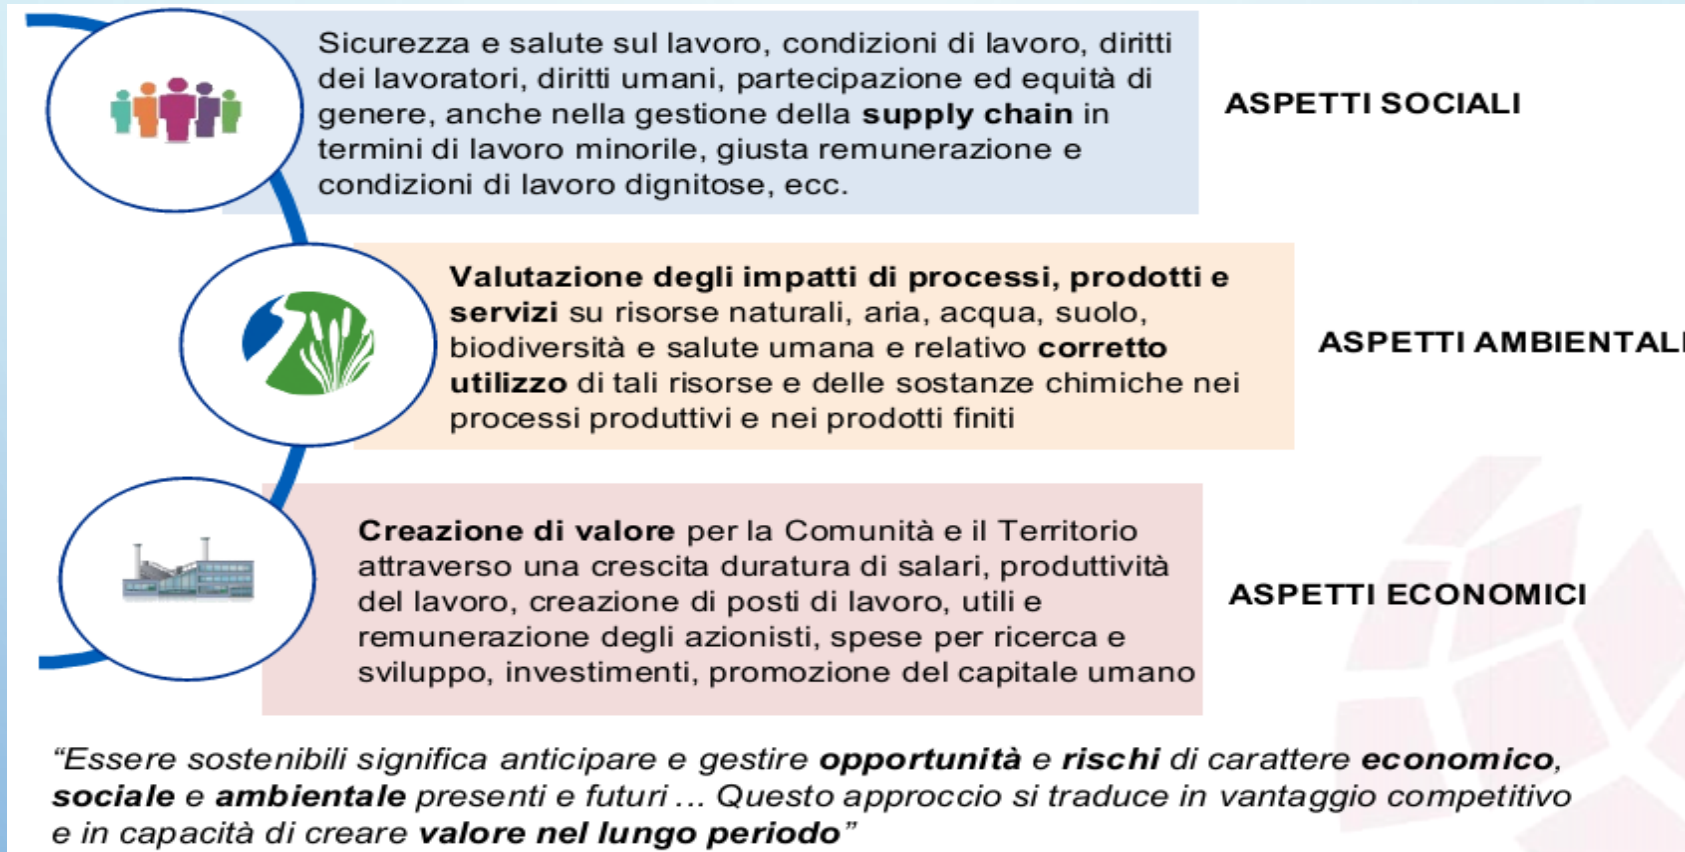 Sicurezza e salute sul lavoro, condizioni di lavoro, diritti
dei lavoratori, diritti umani, partecipazione ed equità di
genere, anche nella gestione della supply chain in
termini di lavoro minorile, giusta remunerazione e
condizioni di lavoro dignitose, ecc.
ASPETTI SOCIALI
Valutazione degli impatti di processi, prodotti e
servizi su risorse naturali, aria, acqua, suolo,
biodiversità e salute umana e relativo corretto
utilizzo di tali risorse e delle sostanze chimiche nei
processi produttivi e nei prodotti finiti
ASPETTI AMBIENTALI
Creazione di valore per la Comunità e il Territorio
attraverso una crescita duratura di salari, produttività
del lavoro, creazione di posti di lavoro, utili e
remunerazione degli azionisti, spese per ricerca e
sviluppo, investimenti, promozione del capitale umano
ASPETTI ECONOMICI
“Essere sostenibili significa anticipare e gestire opportunità e rischi di carattere economico,
sociale e ambientale presenti e futuri ... Questo approccio si traduce in vantaggio competitivo
e in capacità di creare valore nel lungo periodo”